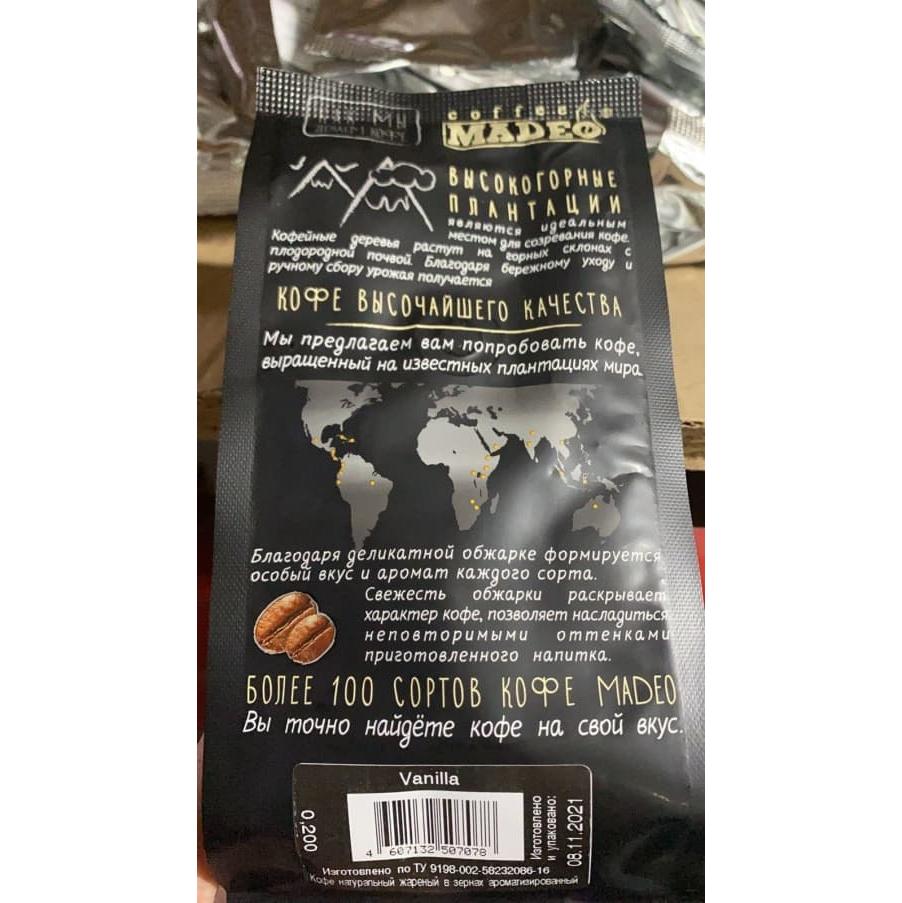 coffee
MADEO
ВЫСОКОГОРНЫЕ
ПЛАНТАЦИИ
являются идеальным
местом для созревания кофе.
Кофейные деревья растут на горных склонах с
плодородной почвой. Благодаря бережному уходу и
ручному сбору урожая получается
КОФЕ ВЫСОЧАЙШЕГО КАЧЕСТВА
Мы предлагаем вам попробовать кофе,
выращенный на известных плантациях мира
Благодаря деликатной обжарке формируется
особый вкус и аромат каждого сорта.
Свежесть обжарки раскрывает
характер кофе, позволяет насладиться
неповторимыми оттенками
приготовленного напитка.
БОЛЕЕ 100 СОРТОВ КОФЕ MADEO
Вы точно найдёте кофе на свой вкус.
Vanilla
0,200
4 607132 507078
Изготовлено
и упаковано:
08.11.2021
Изготовлено по ТУ 9198-002-58232086-16
Кофе натуральный жареный в зернах ароматизированный